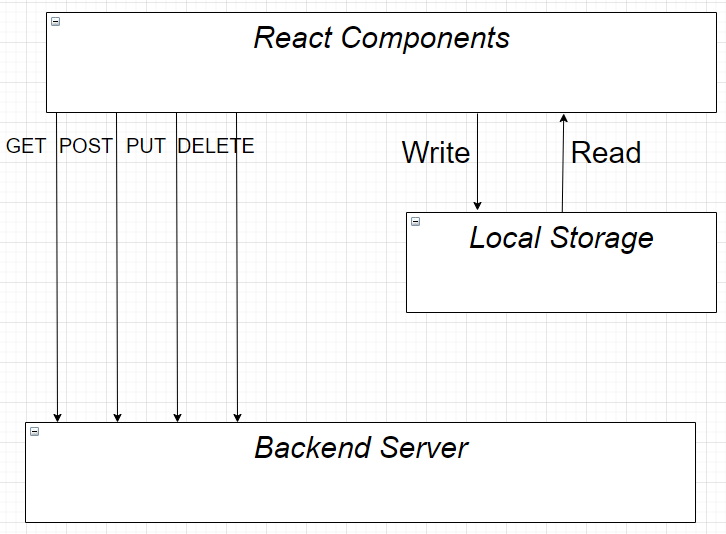 React Components
GET POST PUT DELETE
Write Read
Local Storage
Backend Server